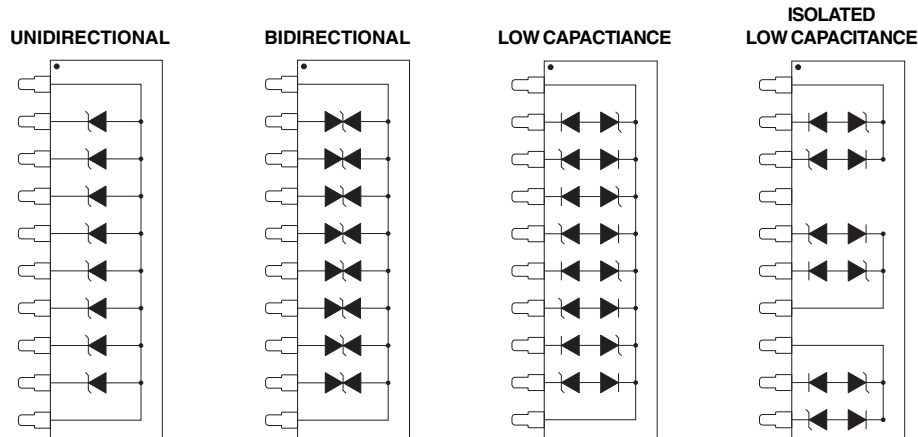 UNIDIRECTIONAL
BIDIRECTIONAL
LOW CAPACTIANCE
ISOLATED
LOW CAPACITANCE